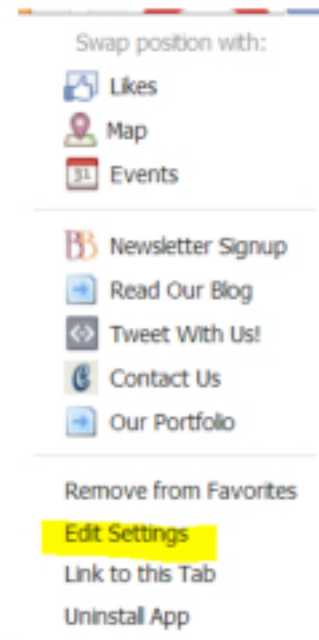 Swap position with:
Likes
Map
31 Events
Newsletter Signup
Read Our Blog
Tweet With Us!
Contact Us
Our Portfolio
Remove from Favorites
Edit Settings
Link to this Tab
Uninstall App